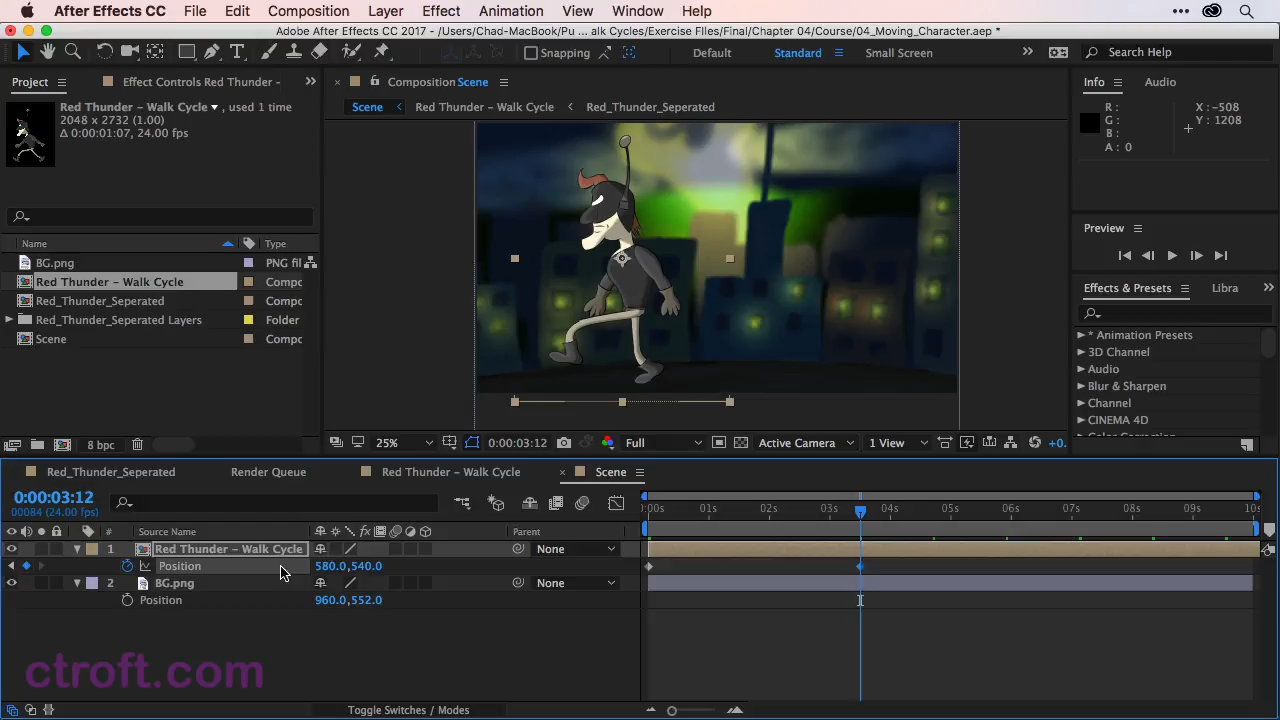 After Effects CC File Edit Composition Layer Effect Animation View Window Help
After Effects CC 2017 - /Users/Chad-MacBook/Pu ... alk Cycles/Exercise FIles/Final/Chapter 04/Course/04_Moving_Character.aep *
Snapping Default Standard Small Screen Search Help
Project Effect Controls Red Thunder - Composition Scene Info Audio
Red Thunder - Walk Cycle, used 1 time
2048 x 2732 (1.00)
Δ 0:00:01:07, 24.00 fps
Scene Red Thunder - Walk Cycle Red_Thunder_Seperated
R: X: -508
G: Y: 1208
B:
A: 0
Preview
Name Type
BG.png PNG fil
Red Thunder - Walk Cycle Compo
Red_Thunder_Seperated Compo
Red_Thunder_Seperated Layers Folder
Scene Compo
Effects & Presets Libra
* Animation Presets
3D Channel
Audio
Blur & Sharpen
Channel
CINEMA 4D
8 bpc 25% 0:00:03:12 Full Active Camera 1 View +0.
Red_Thunder_Seperated Render Queue Red Thunder - Walk Cycle Scene
0:00:03:12
00084 (24.00 fps)
:00s 01s 02s 03s 04s 05s 06s 07s 08s 09s 10s
# Source Name Parent
1 Red Thunder - Walk Cycle None
Position 580.0,540.0
2 BG.png None
Position 960.0,552.0
ctroft.com
Toggle Switches / Modes